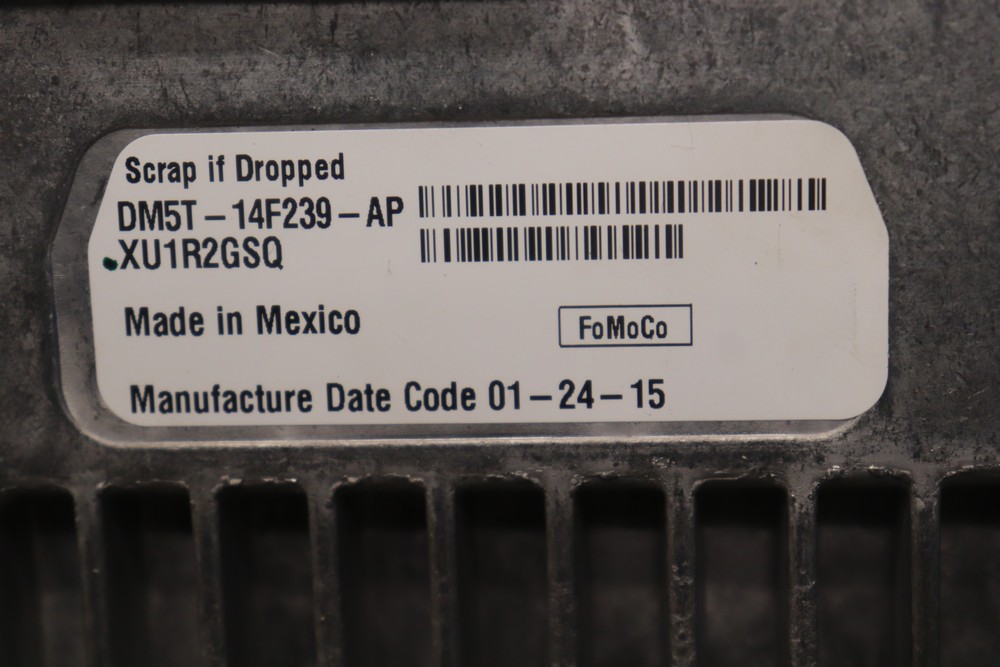 Scrap if Dropped
DM5T-14F239-AP
.XU1R2GSQ
Made in Mexico
FoMoCo
Manufacture Date Code 01-24-15